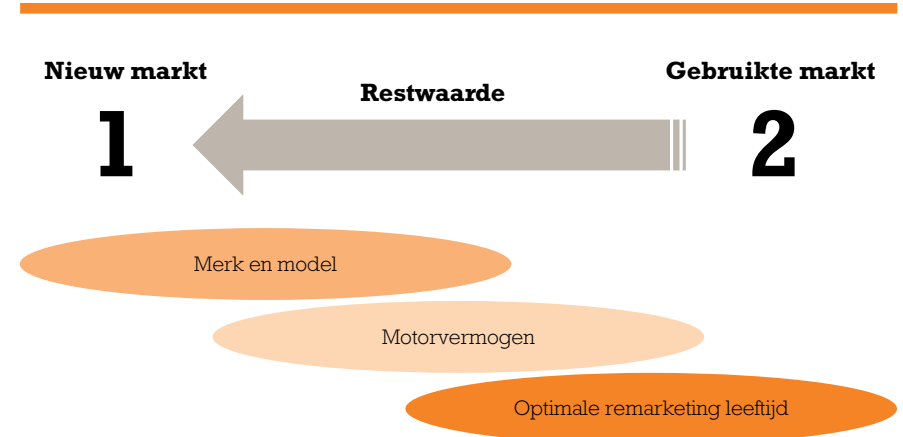 Nieuw markt
Gebruikte markt
Restwaarde
1
2
Merk en model
Motorvermogen
Optimale remarketing leeftijd